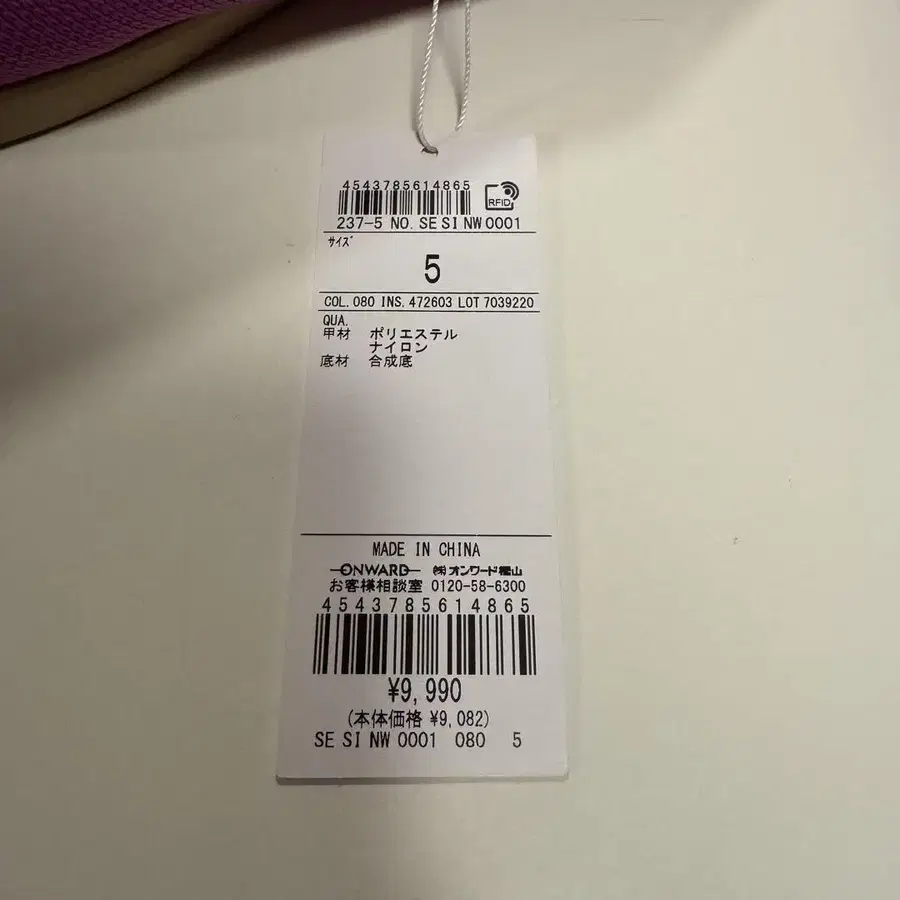 4543785614865
RFID
237-5 NO. SE SI NW 0001
サイズ
5
COL. 080 INS. 472603 LOT 7039220
QUA.
甲材 ポリエステル
ナイロン
底材 合成底
MADE IN CHINA
ONWARD ㈱オンワード樫山
お客様相談室 0120-58-6300
4543785614865
¥9,990
(本体価格 ¥9,082)
SE SI NW 0001 080 5